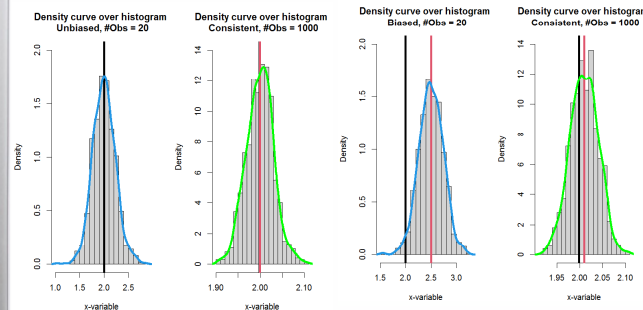 Density curve over histogram
Unbiased, #Obs = 20
Density
0.0
0.5
1.0
1.5
2.0
1.0 1.5 2.0 2.5
x-variable
Density curve over histogram
Consistent, #Obs = 1000
Density
0
2
4
6
8
10
12
14
1.90 2.00 2.10
x-variable
Density curve over histogram
Biased, #Obs = 20
Density
0.0
0.5
1.0
1.5
2.0
1.5 2.0 2.5 3.0
x-variable
Density curve over histogram
Consistent, #Obs = 1000
Density
0
2
4
6
8
10
12
14
1.95 2.00 2.05 2.10
x-variable